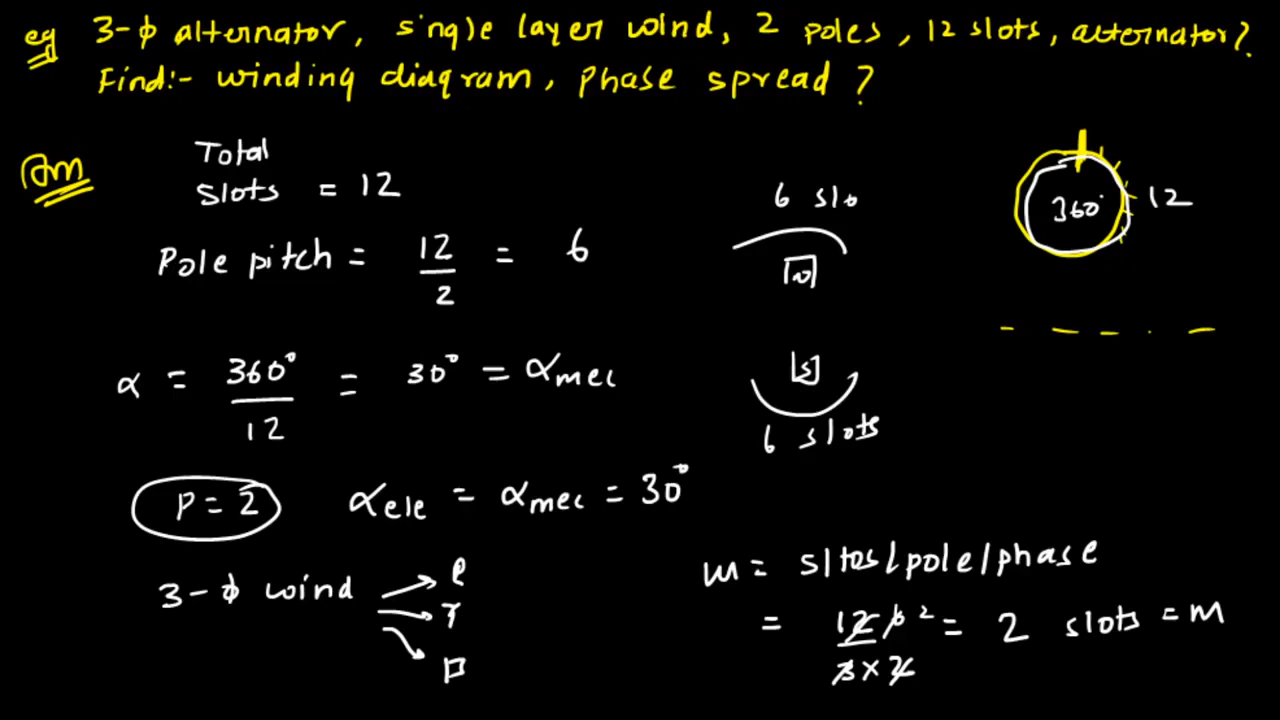 eg 3-ϕ alternator, single layer wind, 2 poles, 12 slots, alternator?
Find:- winding diagram, phase spread?
Total
Slots = 12
6 slo
360° 12
Pole pitch = 12/2 = 6
N
α = 360°/12 = 30° = αmec
S
6 slots
P = 2 αele = αmec = 30°
m = sltos/pole/phase
3-ϕ wind
= 12/3×2 = 2 slots = m